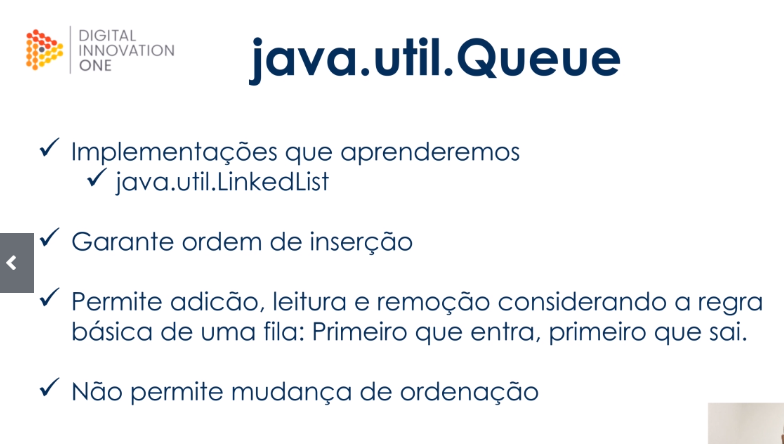 DIGITAL
INNOVATION
ONE
java.util.Queue
Implementações que aprenderemos
java.util.LinkedList
Garante ordem de inserção
Permite adicão, leitura e remoção considerando a regra
básica de uma fila: Primeiro que entra, primeiro que sai.
Não permite mudança de ordenação